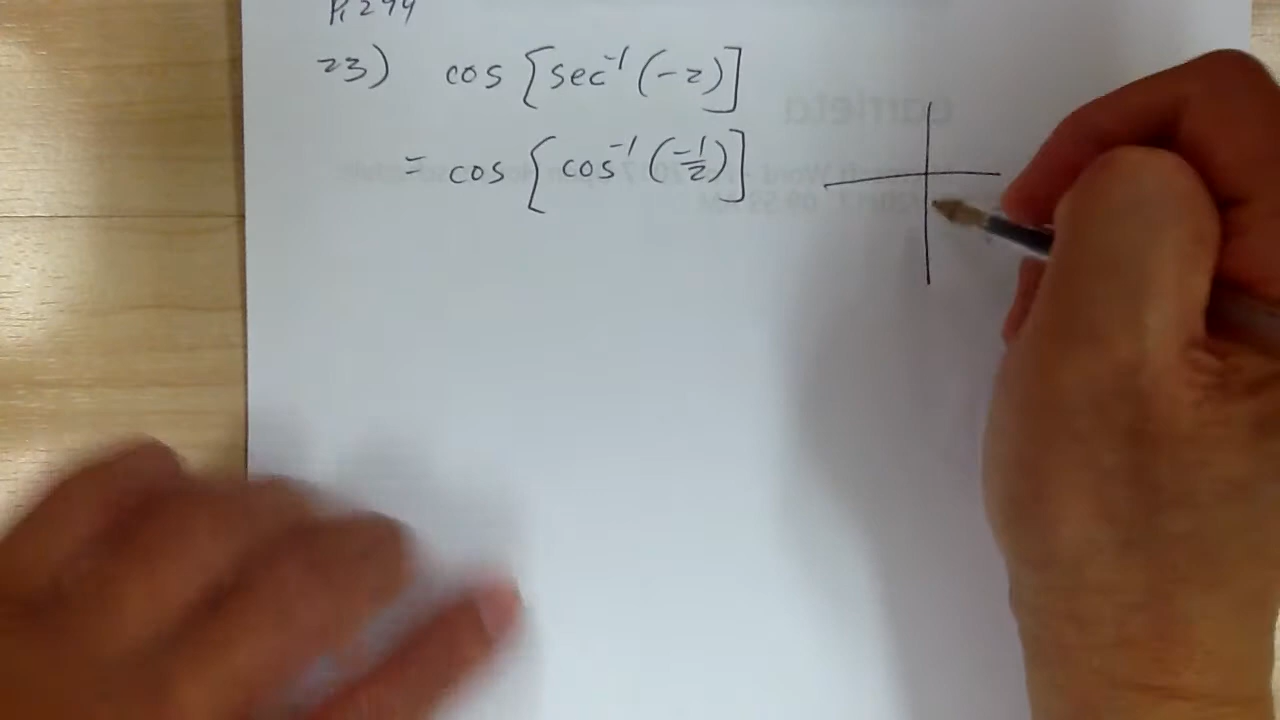 P. 244
23) cos [sec⁻¹ (-2)]
= cos [cos⁻¹ (-1/2)]